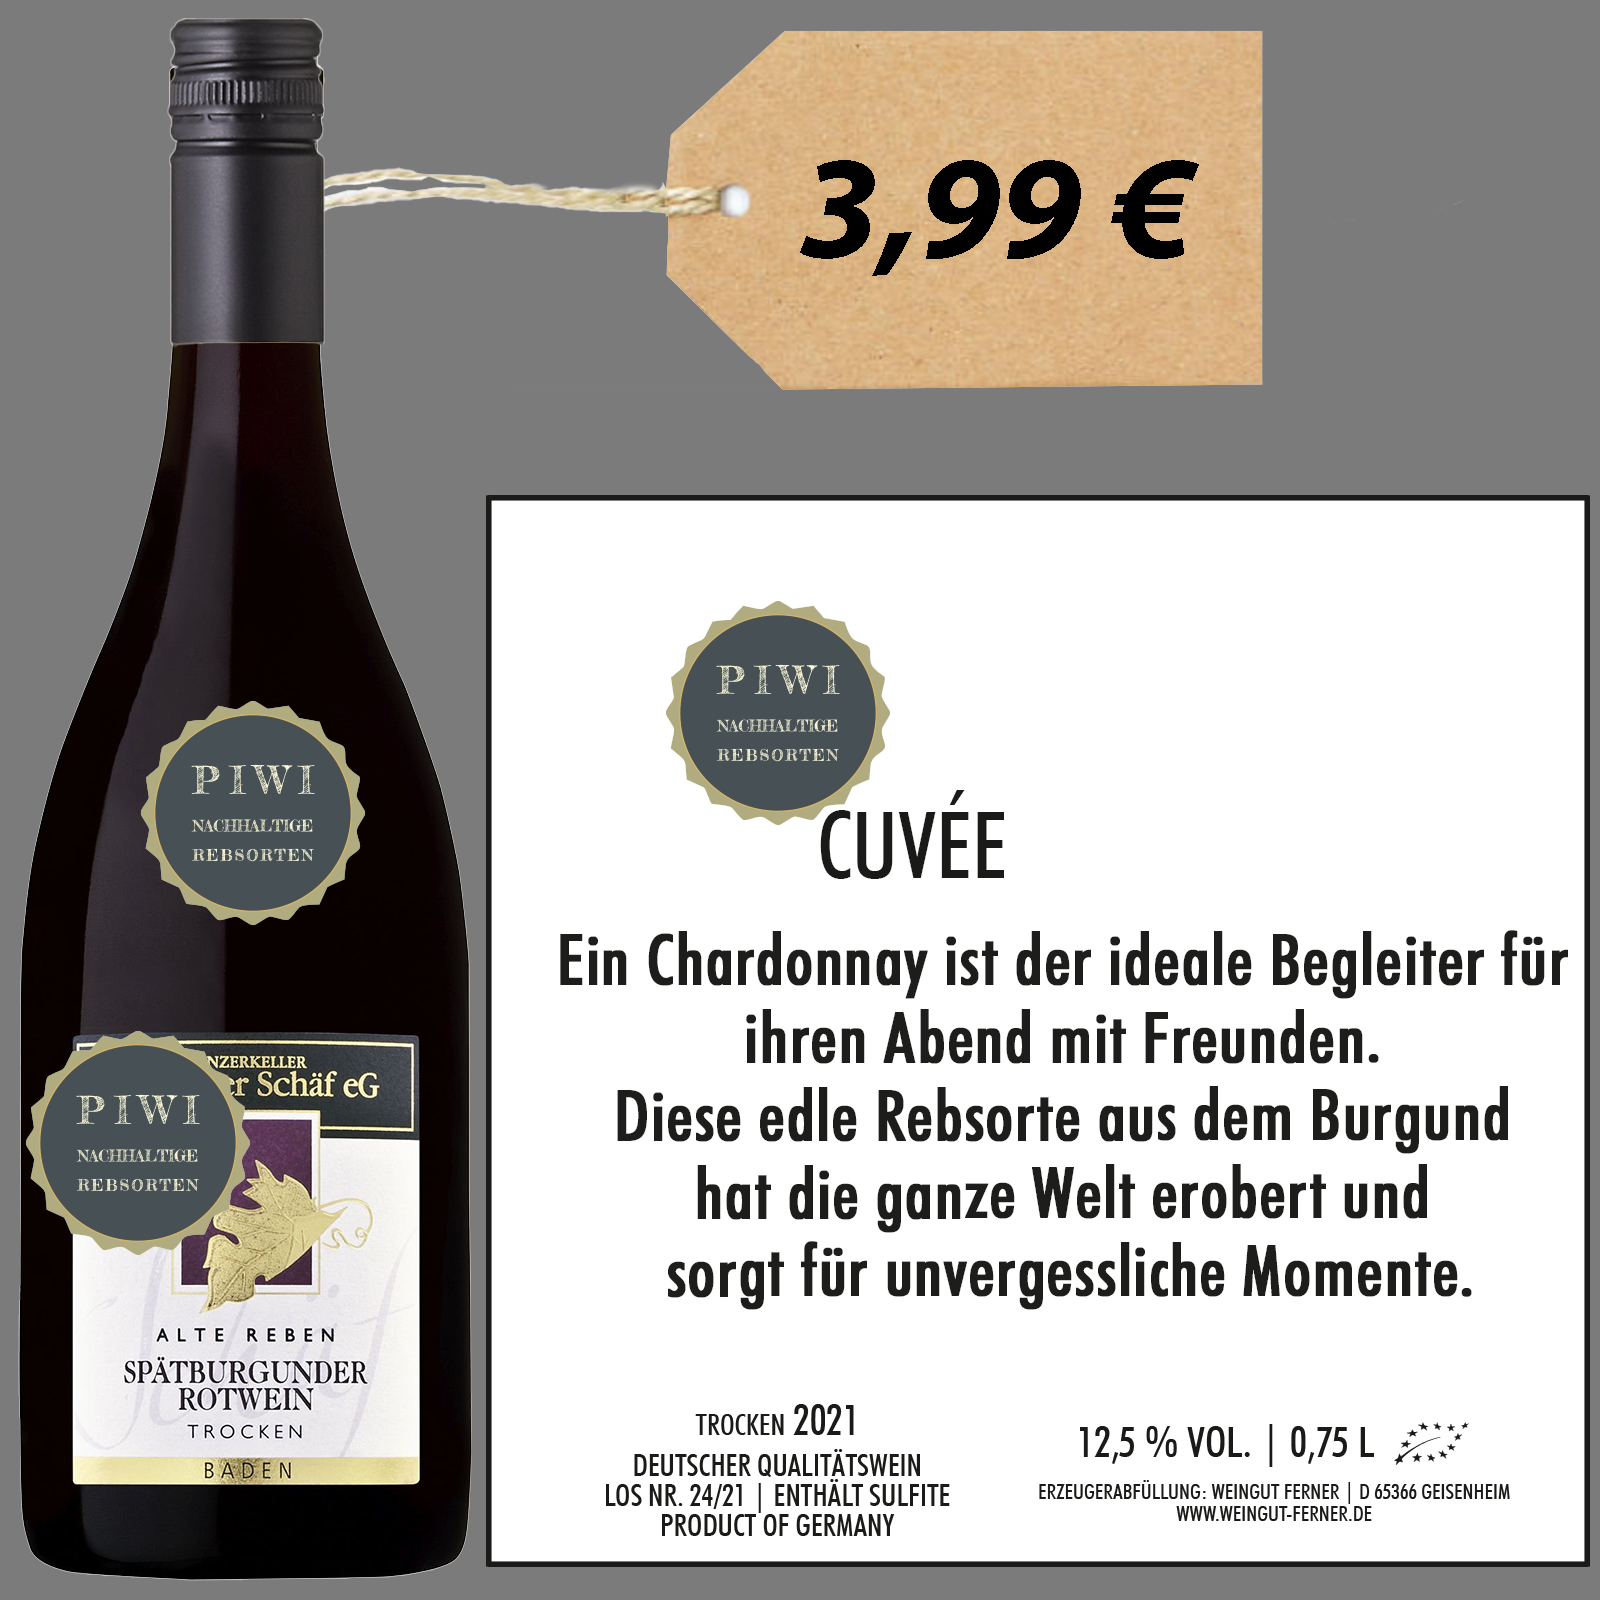 3,99 €
PIWI
NACHHALTIGE
REBSORTEN
PIWI
NACHHALTIGE
REBSORTEN
NZERKELLER
er Schäf eG
ALTE REBEN
SPÄTBURGUNDER
ROTWEIN
TROCKEN
BADEN
PIWI
NACHHALTIGE
REBSORTEN
CUVÉE
Ein Chardonnay ist der ideale Begleiter für
ihren Abend mit Freunden.
Diese edle Rebsorte aus dem Burgund
hat die ganze Welt erobert und
sorgt für unvergessliche Momente.
TROCKEN 2021
DEUTSCHER QUALITÄTSWEIN
LOS NR. 24/21 | ENTHÄLT SULFITE
PRODUCT OF GERMANY
12,5 % VOL. | 0,75 L
ERZEUGERABFÜLLUNG: WEINGUT FERNER | D 65366 GEISENHEIM
WWW.WEINGUT-FERNER.DE